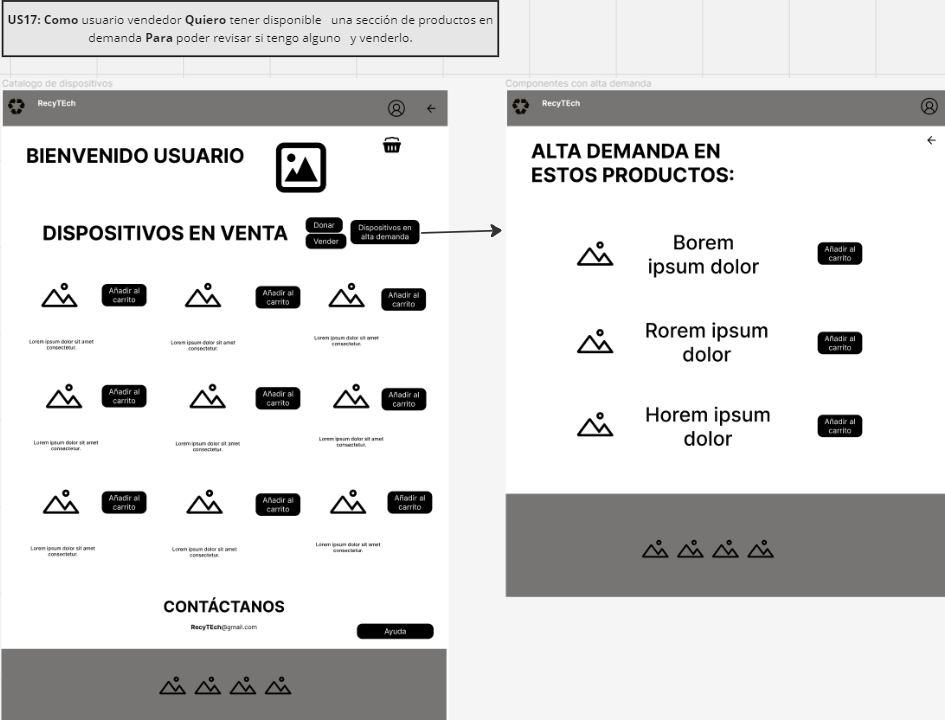 US17: Como usuario vendedor Quiero tener disponible una sección de productos en
demanda Para poder revisar si tengo alguno y venderlo.
Catalogo de dispositivos
RecyTEch
BIENVENIDO USUARIO
DISPOSITIVOS EN VENTA
Donar
Vender
Dispositivos en
alta demanda
Añadir al
carrito
Añadir al
carrito
Añadir al
carrito
Lorem ipsum dolor sit amet
consectetur.
Lorem ipsum dolor sit amet
consectetur.
Lorem ipsum dolor sit amet
consectetur.
Añadir al
carrito
Añadir al
carrito
Añadir al
carrito
Lorem ipsum dolor sit amet
consectetur.
Lorem ipsum dolor sit amet
consectetur.
Lorem ipsum dolor sit amet
consectetur.
Añadir al
carrito
Añadir al
carrito
Añadir al
carrito
Lorem ipsum dolor sit amet
consectetur.
Lorem ipsum dolor sit amet
consectetur.
Lorem ipsum dolor sit amet
consectetur.
CONTÁCTANOS
RecyTEch@gmail.com
Ayuda
Componentes con alta demanda
RecyTEch
ALTA DEMANDA EN
ESTOS PRODUCTOS:
Borem
ipsum dolor
Añadir al
carrito
Rorem ipsum
dolor
Añadir al
carrito
Horem ipsum
dolor
Añadir al
carrito